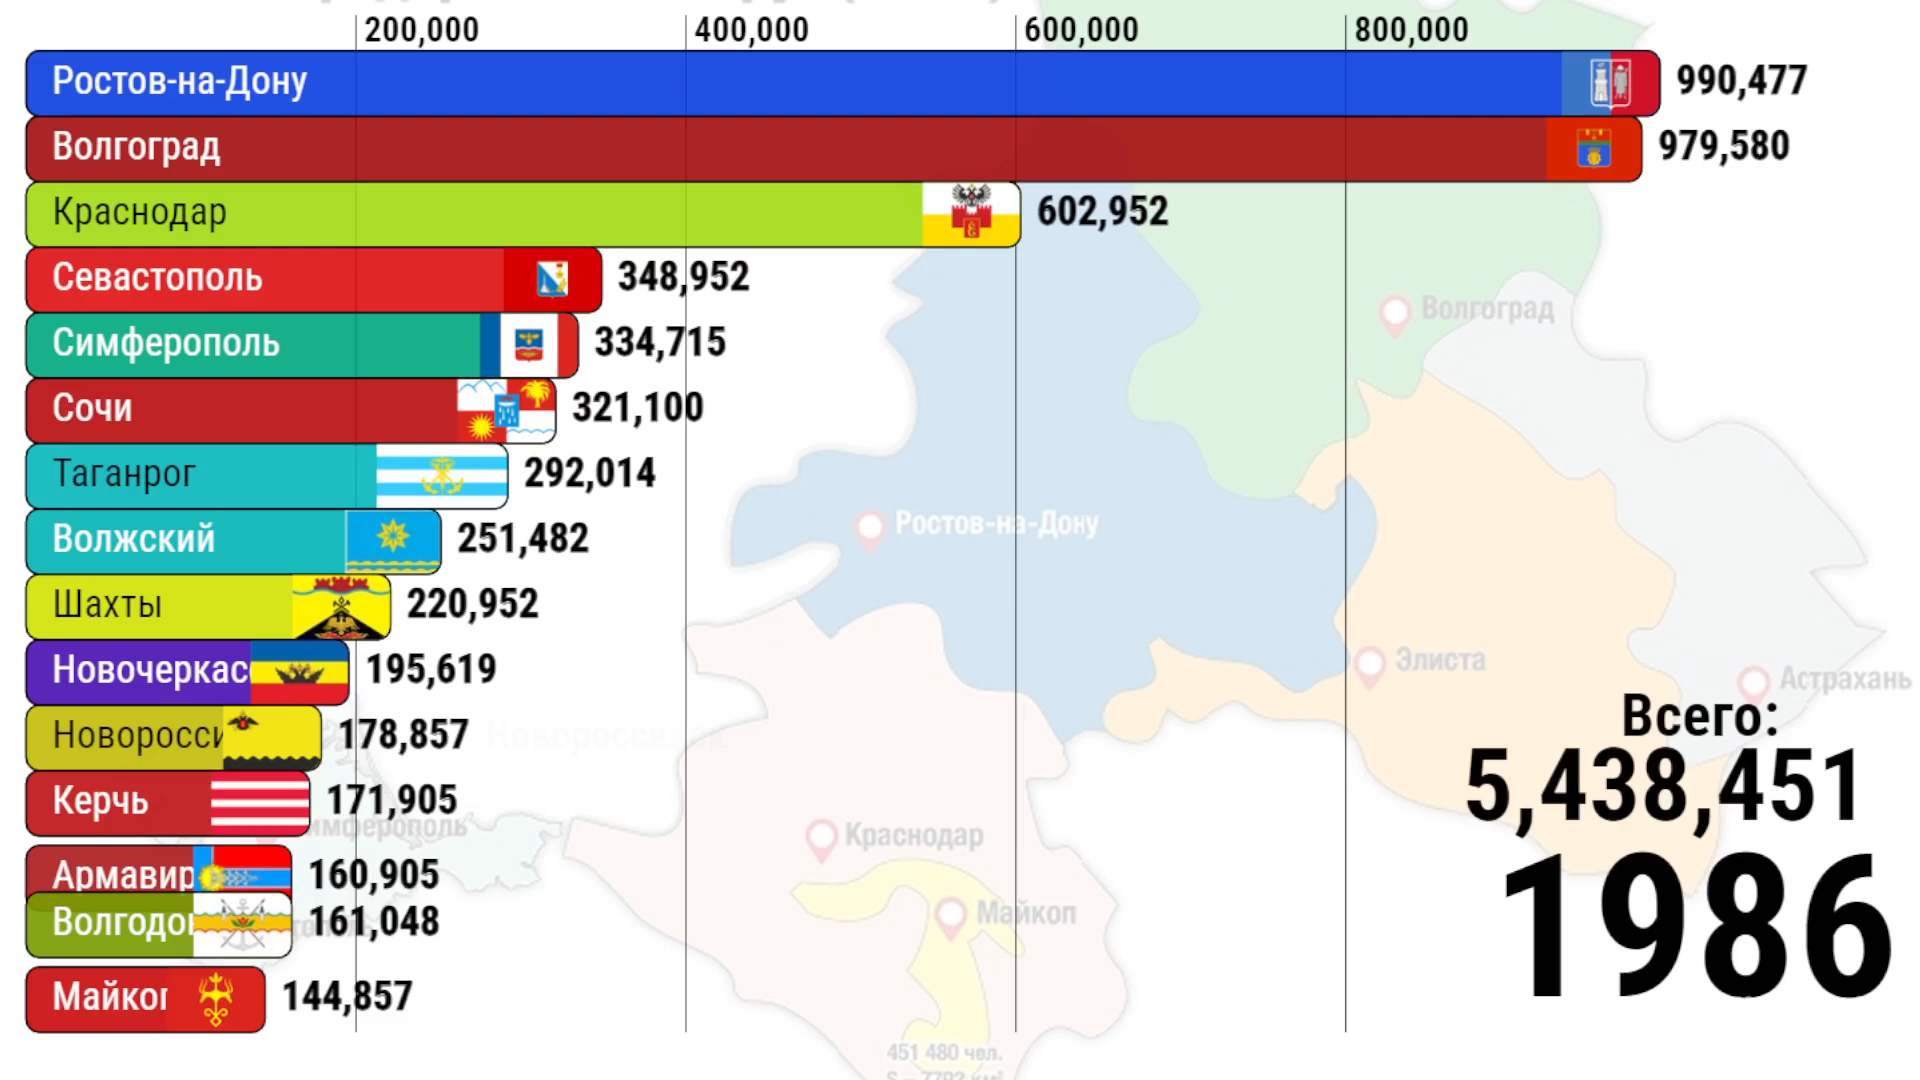 200,000 400,000 600,000 800,000
Ростов-на-Дону 990,477
Волгоград 979,580
Краснодар 602,952
Севастополь 348,952
Симферополь 334,715
Сочи 321,100
Таганрог 292,014
Волжский 251,482
Шахты 220,952
Новочеркас 195,619
Новоросси 178,857
Керчь 171,905
Армавир 160,905
Волгодо 161,048
Майко 144,857
Волгоград
Ростов-на-Дону
Элиста
Астрахань
Новороссийск
имферополь
Краснодар
Майкоп
451 480 чел.
Всего:
5,438,451
1986